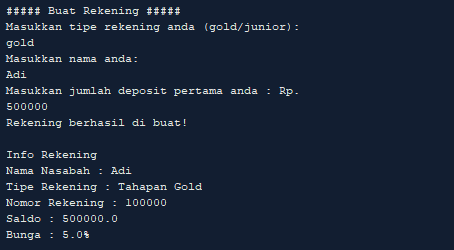 ##### Buat Rekening #####
Masukkan tipe rekening anda (gold/junior):
gold
Masukkan nama anda:
Adi
Masukkan jumlah deposit pertama anda : Rp.
500000
Rekening berhasil di buat!
Info Rekening
Nama Nasabah : Adi
Tipe Rekening : Tahapan Gold
Nomor Rekening : 100000
Saldo : 500000.0
Bunga : 5.0%